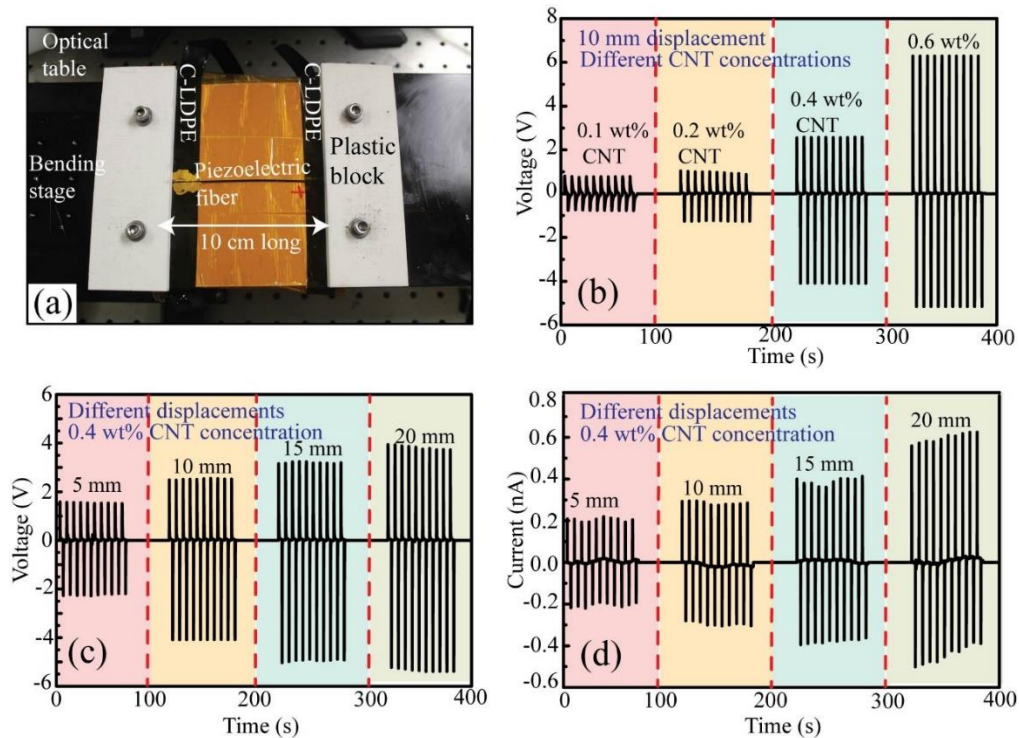 Optical
table
C-LDPE
C-LDPE
Bending
stage
Piezoelectric
fiber
Plastic
block
10 cm long
(a)
10 mm displacement
Different CNT concentrations
0.1 wt%
CNT
0.2 wt%
CNT
0.4 wt%
CNT
0.6 wt%
Voltage (V)
8
6
4
2
0
-2
-4
-6
0
100
200
300
400
Time (s)
(b)
Different displacements
0.4 wt% CNT concentration
5 mm
10 mm
15 mm
20 mm
Voltage (V)
6
4
2
0
-2
-4
-6
0
100
200
300
400
Time (s)
(c)
Different displacements
0.4 wt% CNT concentration
5 mm
10 mm
15 mm
20 mm
Current (nA)
0.8
0.6
0.4
0.2
0.0
-0.2
-0.4
-0.6
0
100
200
300
400
Time (s)
(d)